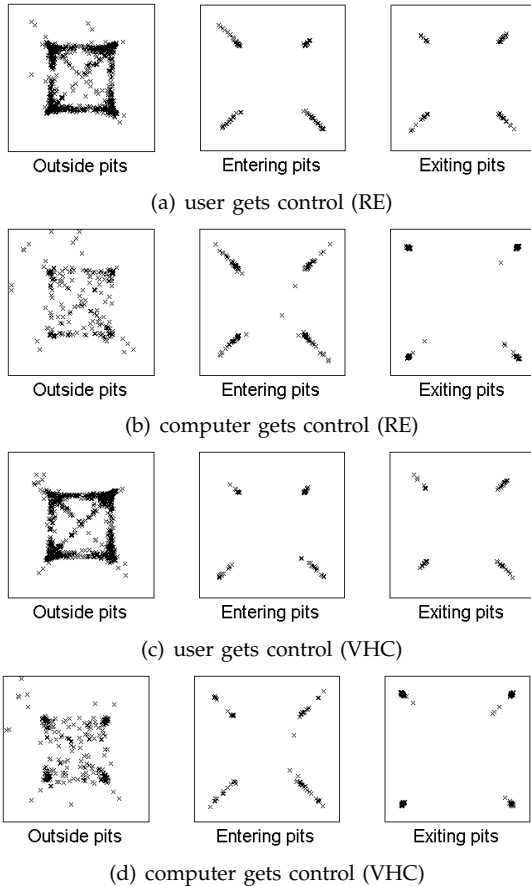 Outside pits Entering pits Exiting pits
(a) user gets control (RE)
Outside pits Entering pits Exiting pits
(b) computer gets control (RE)
Outside pits Entering pits Exiting pits
(c) user gets control (VHC)
Outside pits Entering pits Exiting pits
(d) computer gets control (VHC)